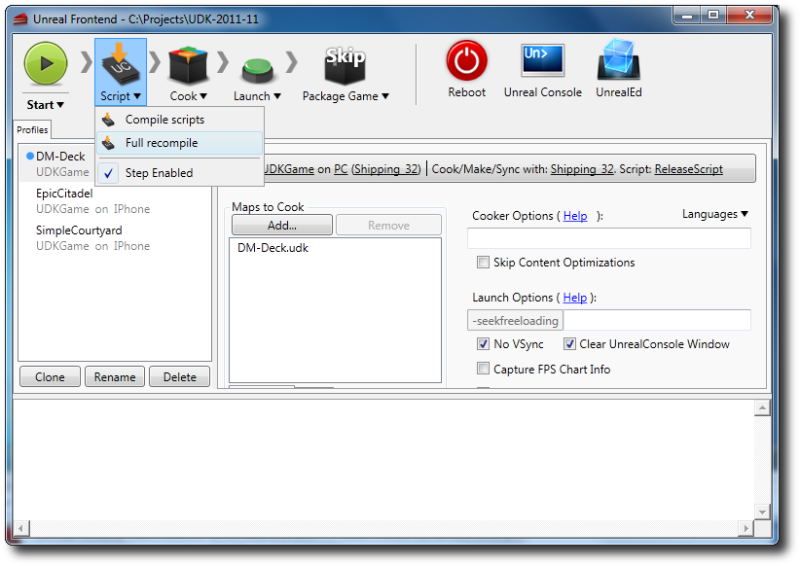 Unreal Frontend - C:\Projects\UDK-2011-11
UC
Skip
Un>
Start ▾
Script ▾
Cook ▾
Launch ▾
Package Game ▾
Reboot
Unreal Console
UnrealEd
Compile scripts
Full recompile
Step Enabled
Profiles
DM-Deck
UDKGame
EpicCitadel
UDKGame on IPhone
SimpleCourtyard
UDKGame on IPhone
Clone
Rename
Delete
UDKGame on PC (Shipping_32) | Cook/Make/Sync with: Shipping_32. Script: ReleaseScript
Maps to Cook
Add...
Remove
DM-Deck.udk
Cooker Options ( Help ):
Languages ▾
Skip Content Optimizations
Launch Options ( Help ):
-seekfreeloading
No VSync
Clear UnrealConsole Window
Capture FPS Chart Info